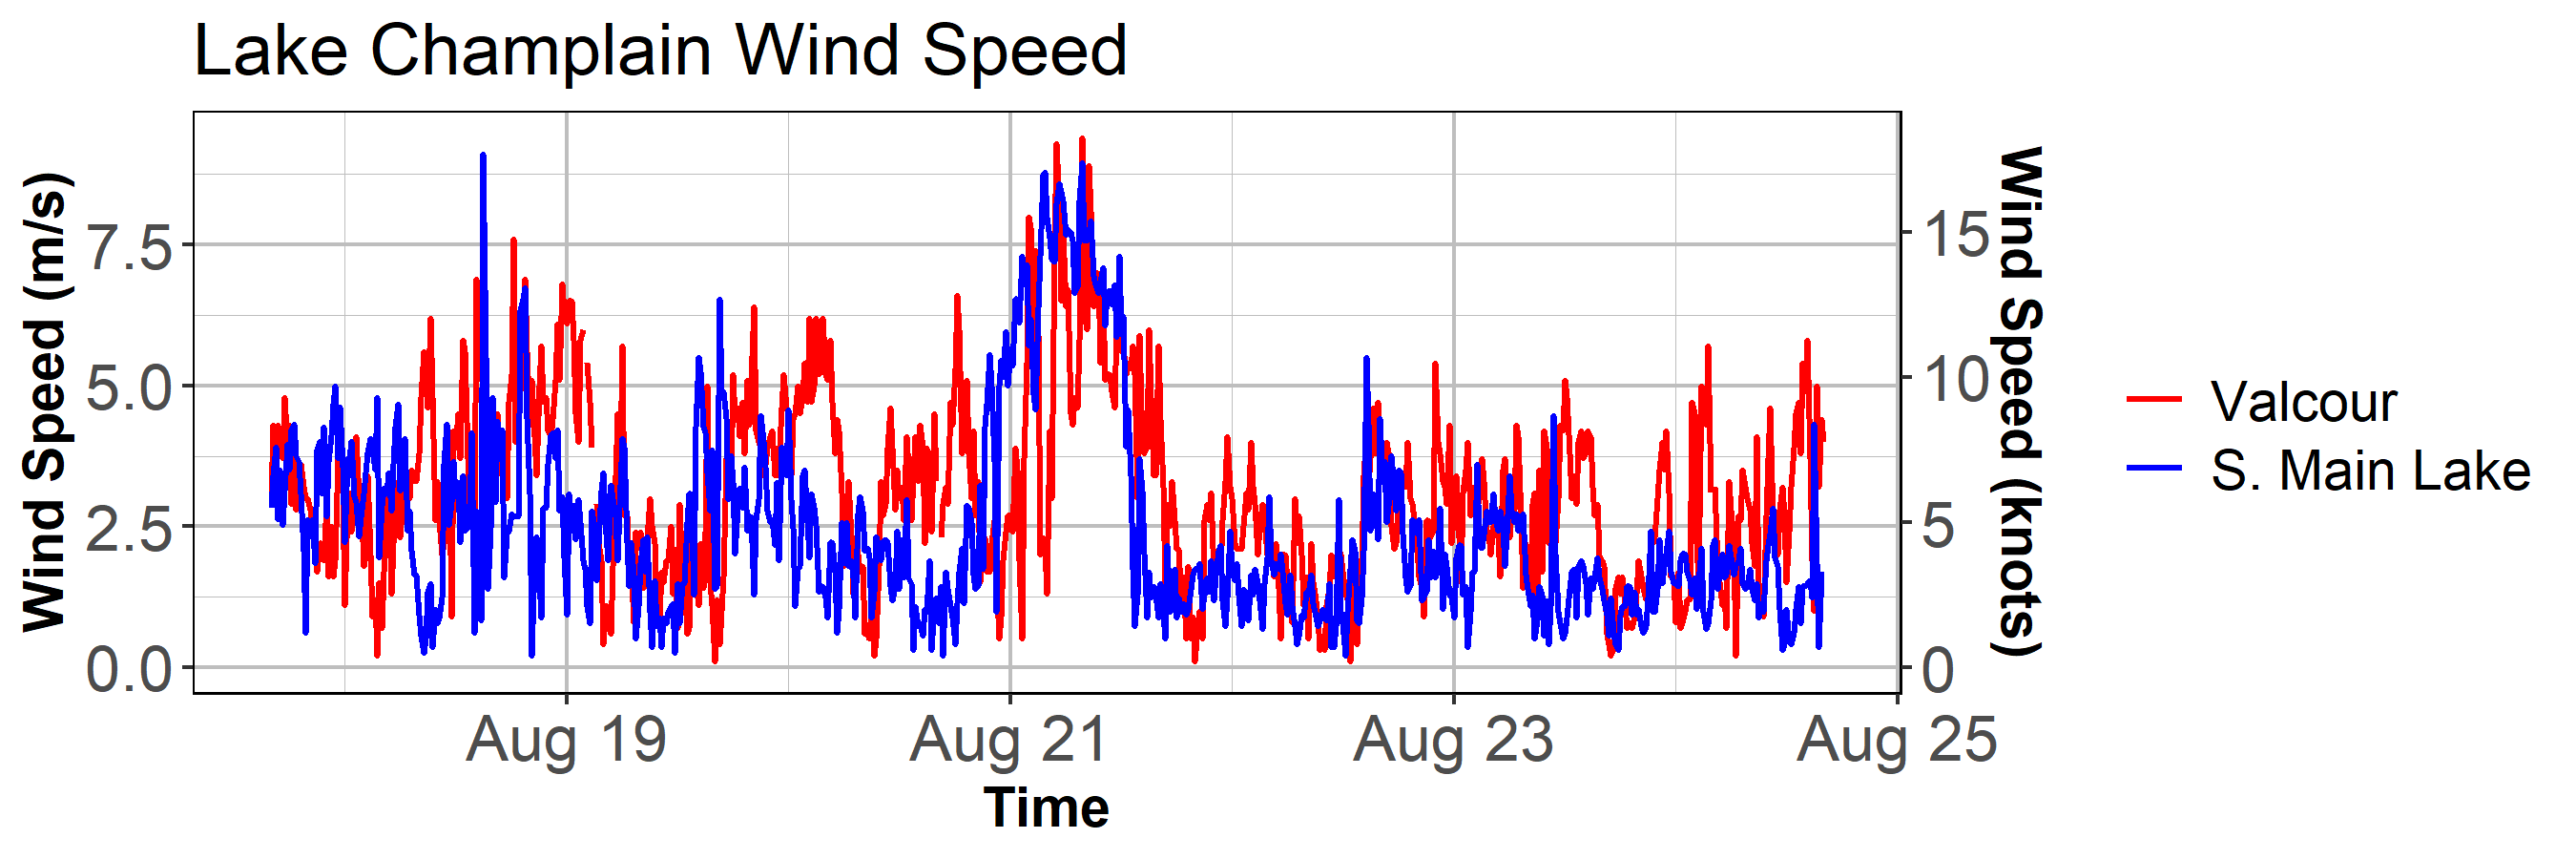 Lake Champlain Wind Speed
Wind Speed (m/s)
7.5
5.0
2.5
0.0
15
10
5
0
Wind Speed (knots)
Aug 19
Aug 21
Aug 23
Aug 25
Time
Valcour
S. Main Lake